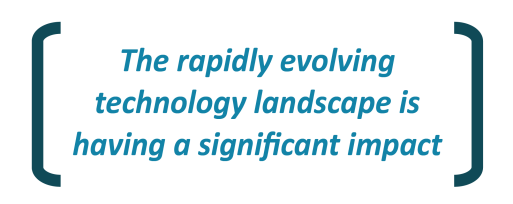 The rapidly evolving
technology landscape is
having a significant impact